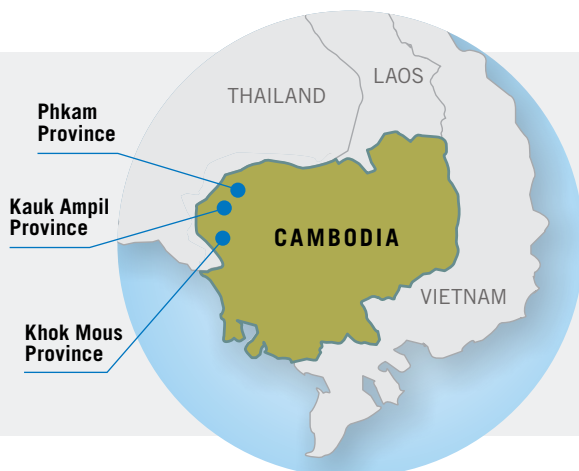 THAILAND
LAOS
Phkam
Province
Kauk Ampil
Province
CAMBODIA
VIETNAM
Khok Mous
Province